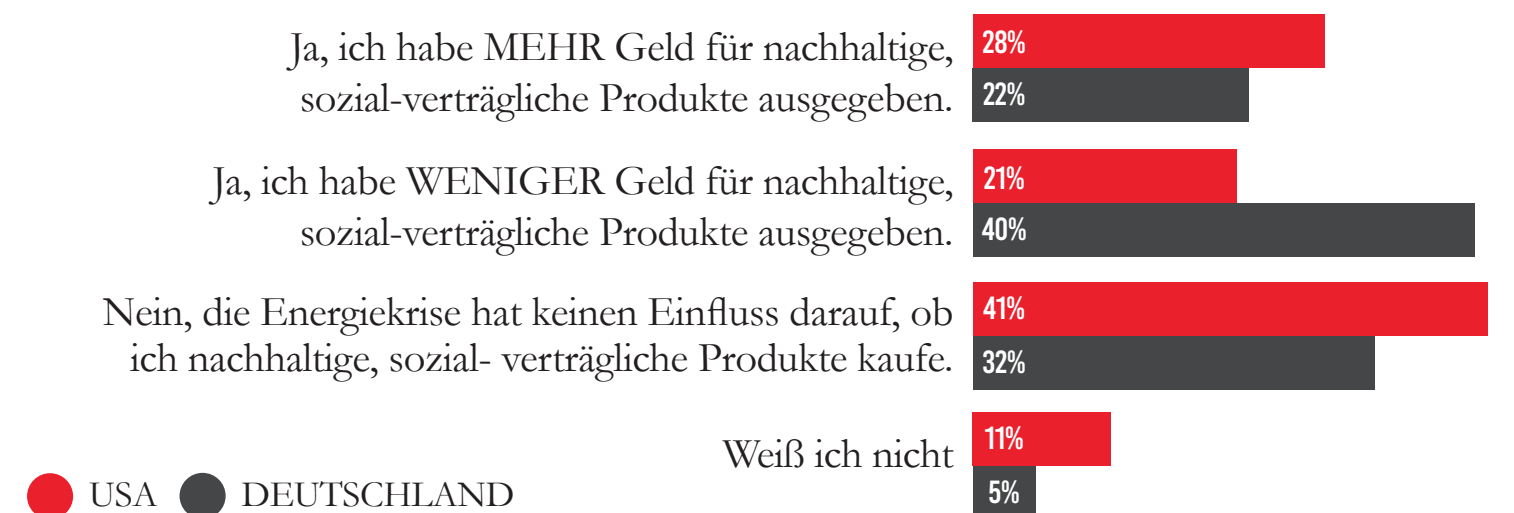 Ja, ich habe MEHR Geld für nachhaltige,
sozial-verträgliche Produkte ausgegeben.
28%
22%
Ja, ich habe WENIGER Geld für nachhaltige,
sozial-verträgliche Produkte ausgegeben.
21%
40%
Nein, die Energiekrise hat keinen Einfluss darauf, ob
ich nachhaltige, sozial- verträgliche Produkte kaufe.
41%
32%
Weiß ich nicht
11%
5%
USA DEUTSCHLAND